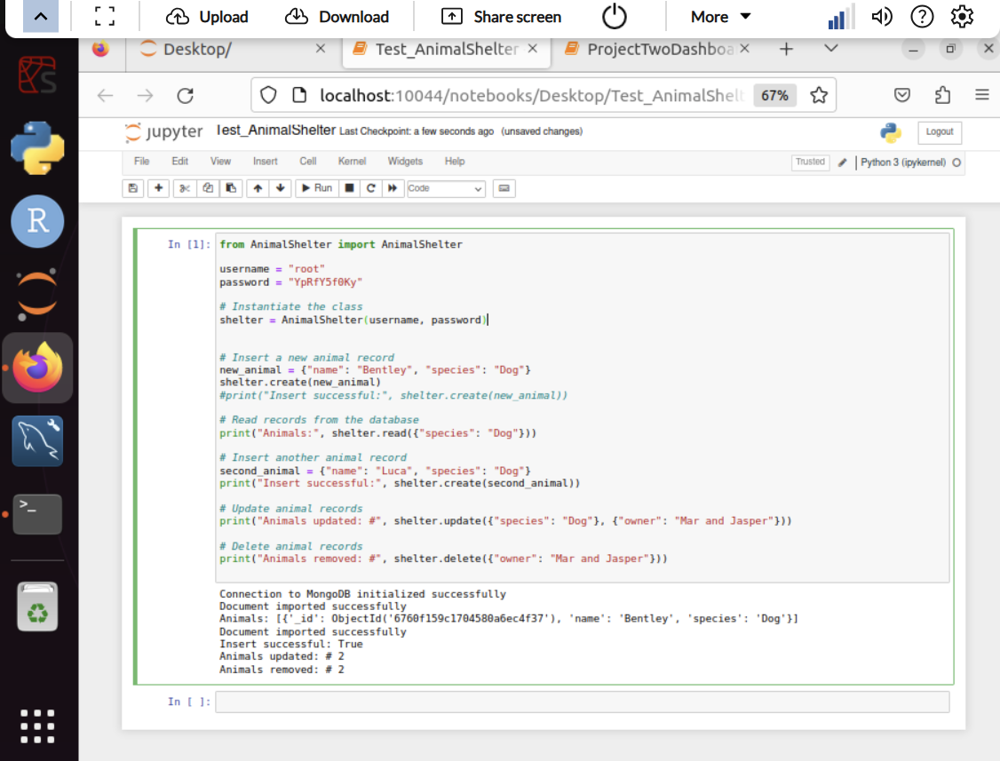 Upload
Download
Share screen
More
Desktop/
Test_AnimalShelter
ProjectTwoDashboa
localhost:10044/notebooks/Desktop/Test_AnimalShelt
67%
jupyter
Test_AnimalShelter
Last Checkpoint: a few seconds ago (unsaved changes)
Logout
File Edit View Insert Cell Kernel Widgets Help
Trusted
Python 3 (ipykernel)
Run
Code
In [1]:
from AnimalShelter import AnimalShelter
username = "root"
password = "YpRfY5f0Ky"
# Instantiate the class
shelter = AnimalShelter(username, password)
# Insert a new animal record
new_animal = {"name": "Bentley", "species": "Dog"}
shelter.create(new_animal)
#print("Insert successful:", shelter.create(new_animal))
# Read records from the database
print("Animals:", shelter.read({"species": "Dog"}))
# Insert another animal record
second_animal = {"name": "Luca", "species": "Dog"}
print("Insert successful:", shelter.create(second_animal))
# Update animal records
print("Animals updated: #", shelter.update({"species": "Dog"}, {"owner": "Mar and Jasper"}))
# Delete animal records
print("Animals removed: #", shelter.delete({"owner": "Mar and Jasper"}))
Connection to MongoDB initialized successfully
Document imported successfully
Animals: [{'_id': ObjectId('6760f159c1704580a6ec4f37'), 'name': 'Bentley', 'species': 'Dog'}]
Document imported successfully
Insert successful: True
Animals updated: # 2
Animals removed: # 2
In [ ]:
S
R
>_